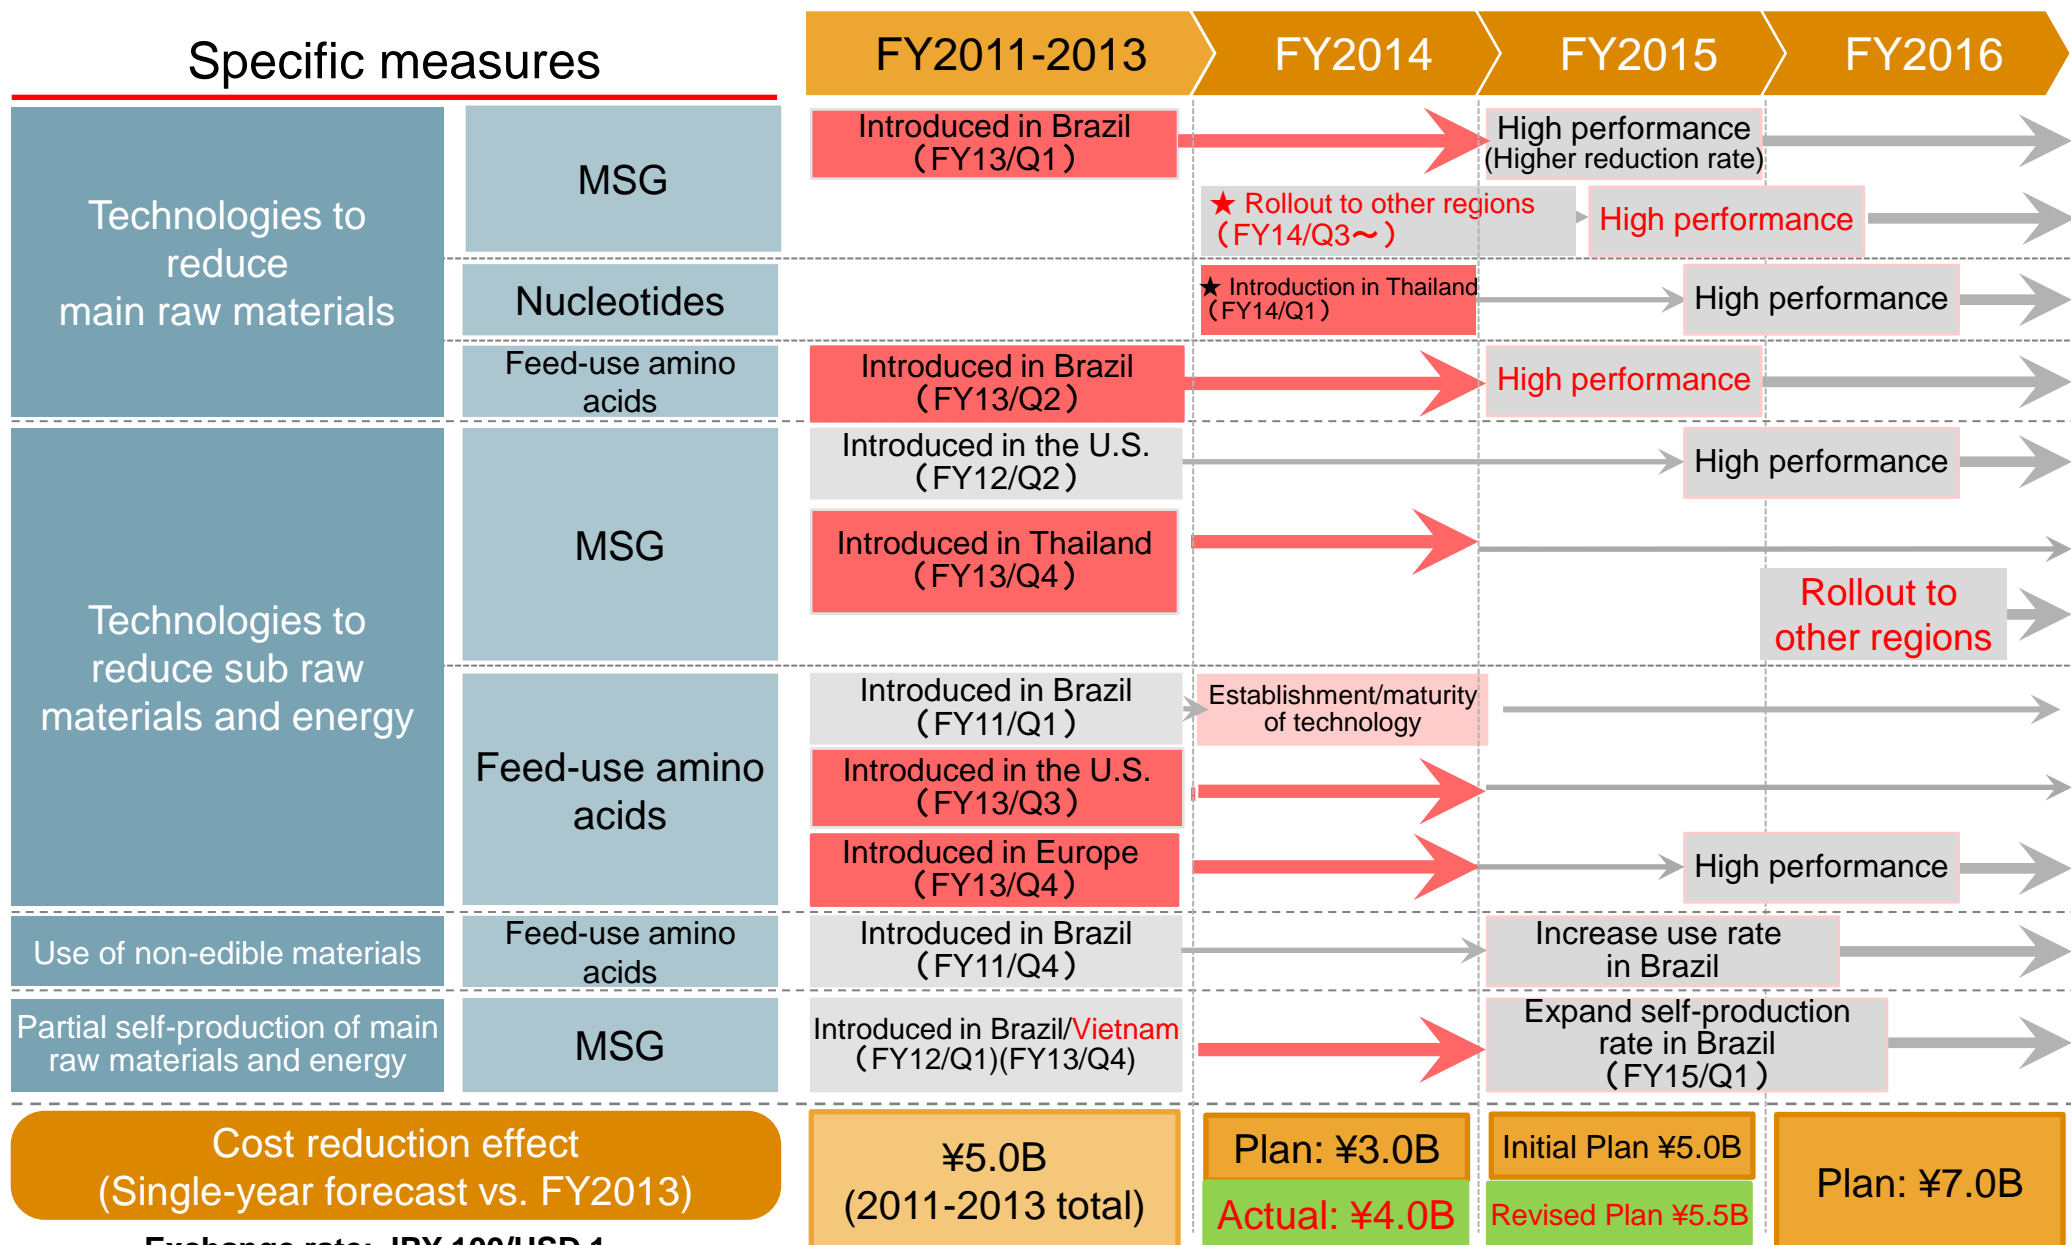 Specific measures
FY2011-2013
FY2014
FY2015
FY2016
Technologies to
reduce
main raw materials
MSG
Introduced in Brazil
（FY13/Q1）
High performance
(Higher reduction rate)
★ Rollout to other regions
（FY14/Q3～）
High performance
Nucleotides
★ Introduction in Thailand
（FY14/Q1）
High performance
Feed-use amino
acids
Introduced in Brazil
（FY13/Q2）
High performance
Technologies to
reduce sub raw
materials and energy
MSG
Introduced in the U.S.
（FY12/Q2）
High performance
Introduced in Thailand
（FY13/Q4）
Rollout to
other regions
Feed-use amino
acids
Introduced in Brazil
（FY11/Q1）
Establishment/maturity
of technology
Introduced in the U.S.
（FY13/Q3）
Introduced in Europe
（FY13/Q4）
High performance
Use of non-edible materials
Feed-use amino
acids
Introduced in Brazil
（FY11/Q4）
Increase use rate
in Brazil
Partial self-production of main
raw materials and energy
MSG
Introduced in Brazil/Vietnam
（FY12/Q1)(FY13/Q4)
Expand self-production
rate in Brazil
（FY15/Q1）
Cost reduction effect
(Single-year forecast vs. FY2013)
¥5.0B
(2011-2013 total)
Plan: ¥3.0B
Actual: ¥4.0B
Initial Plan ¥5.0B
Revised Plan ¥5.5B
Plan: ¥7.0B
Exchange rate: JPY 100/USD 1